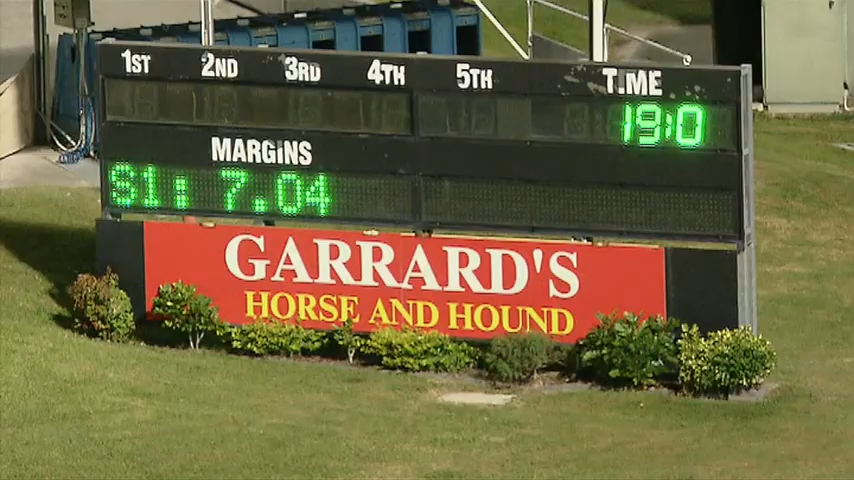 1ST 2ND 3RD 4TH 5TH TIME
19:0
MARGINS
S1: 7.04
GARRARD'S
HORSE AND HOUND